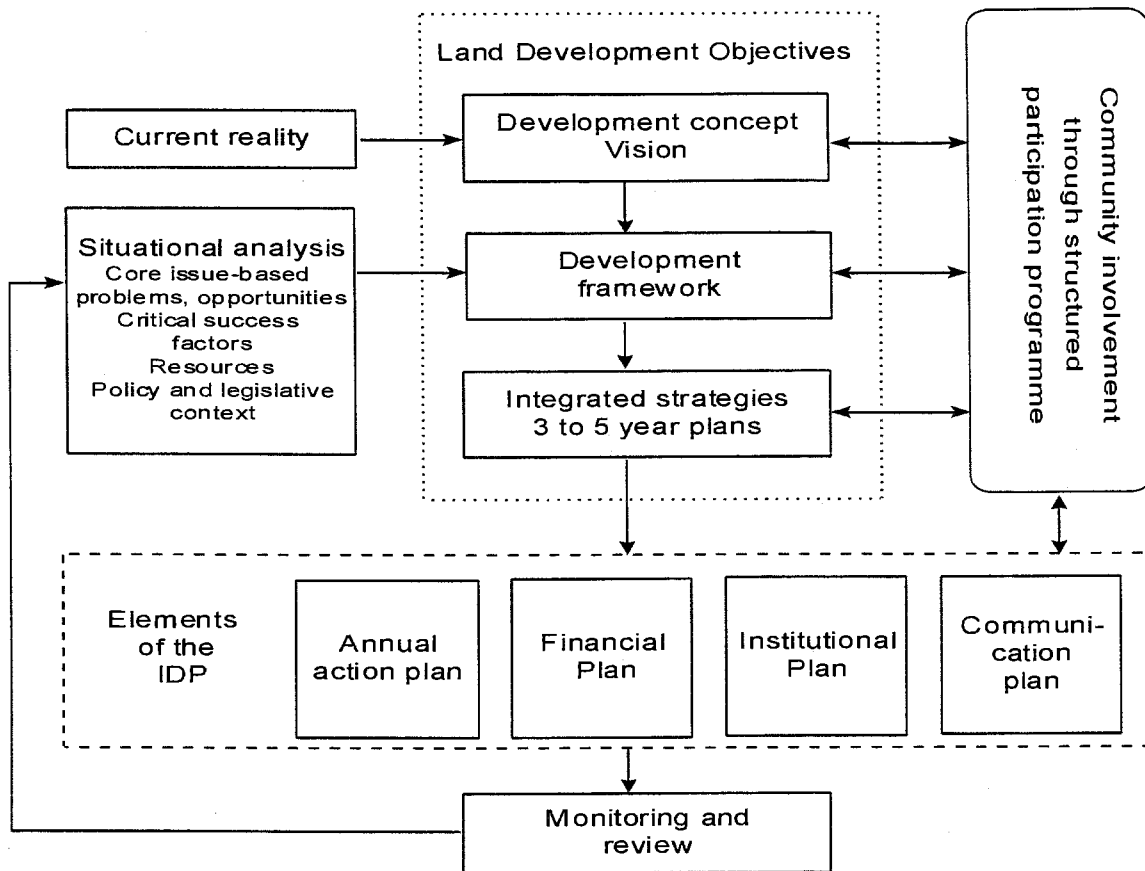 Land Development Objectives
Current reality
Development concept
Vision
Situational analysis
Core issue-based
problems, opportunities
Critical success
factors
Resources
Policy and legislative
context
Development
framework
Integrated strategies
3 to 5 year plans
Community involvement
through structured
participation programme
Elements
of the
IDP
Annual
action plan
Financial
Plan
Institutional
Plan
Communi-
cation
plan
Monitoring and
review